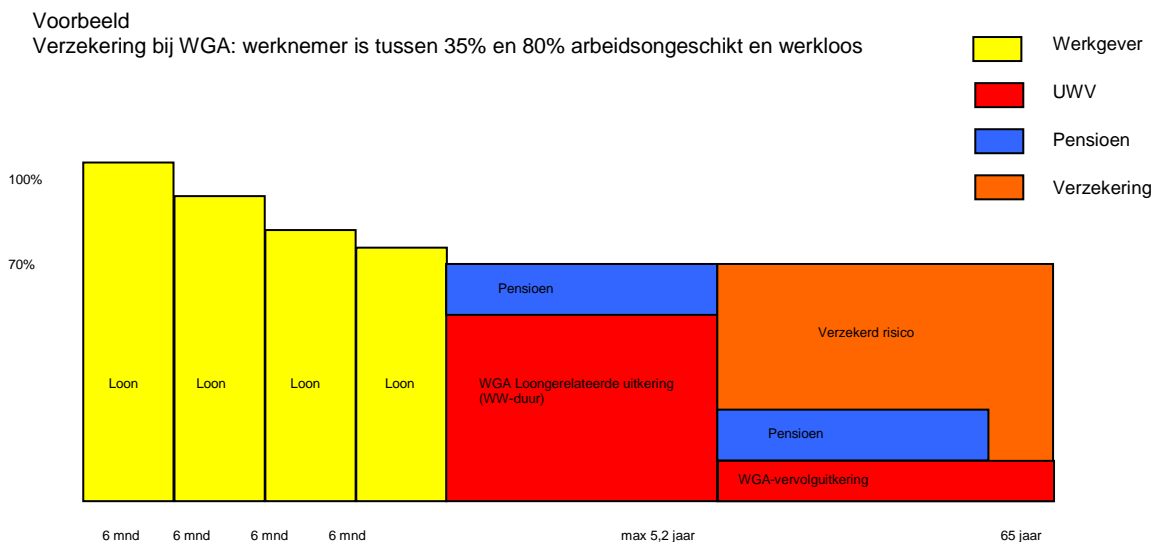 Voorbeeld
Verzekering bij WGA: werknemer is tussen 35% en 80% arbeidsongeschikt en werkloos
Werkgever
UWV
Pensioen
Verzekering
100%
70%
Pensioen
Verzekerd risico
Loon
Loon
Loon
Loon
WGA Loongerelateerde uitkering
(WW-duur)
Pensioen
WGA-vervolguitkering
6 mnd
6 mnd
6 mnd
6 mnd
max 5,2 jaar
65 jaar